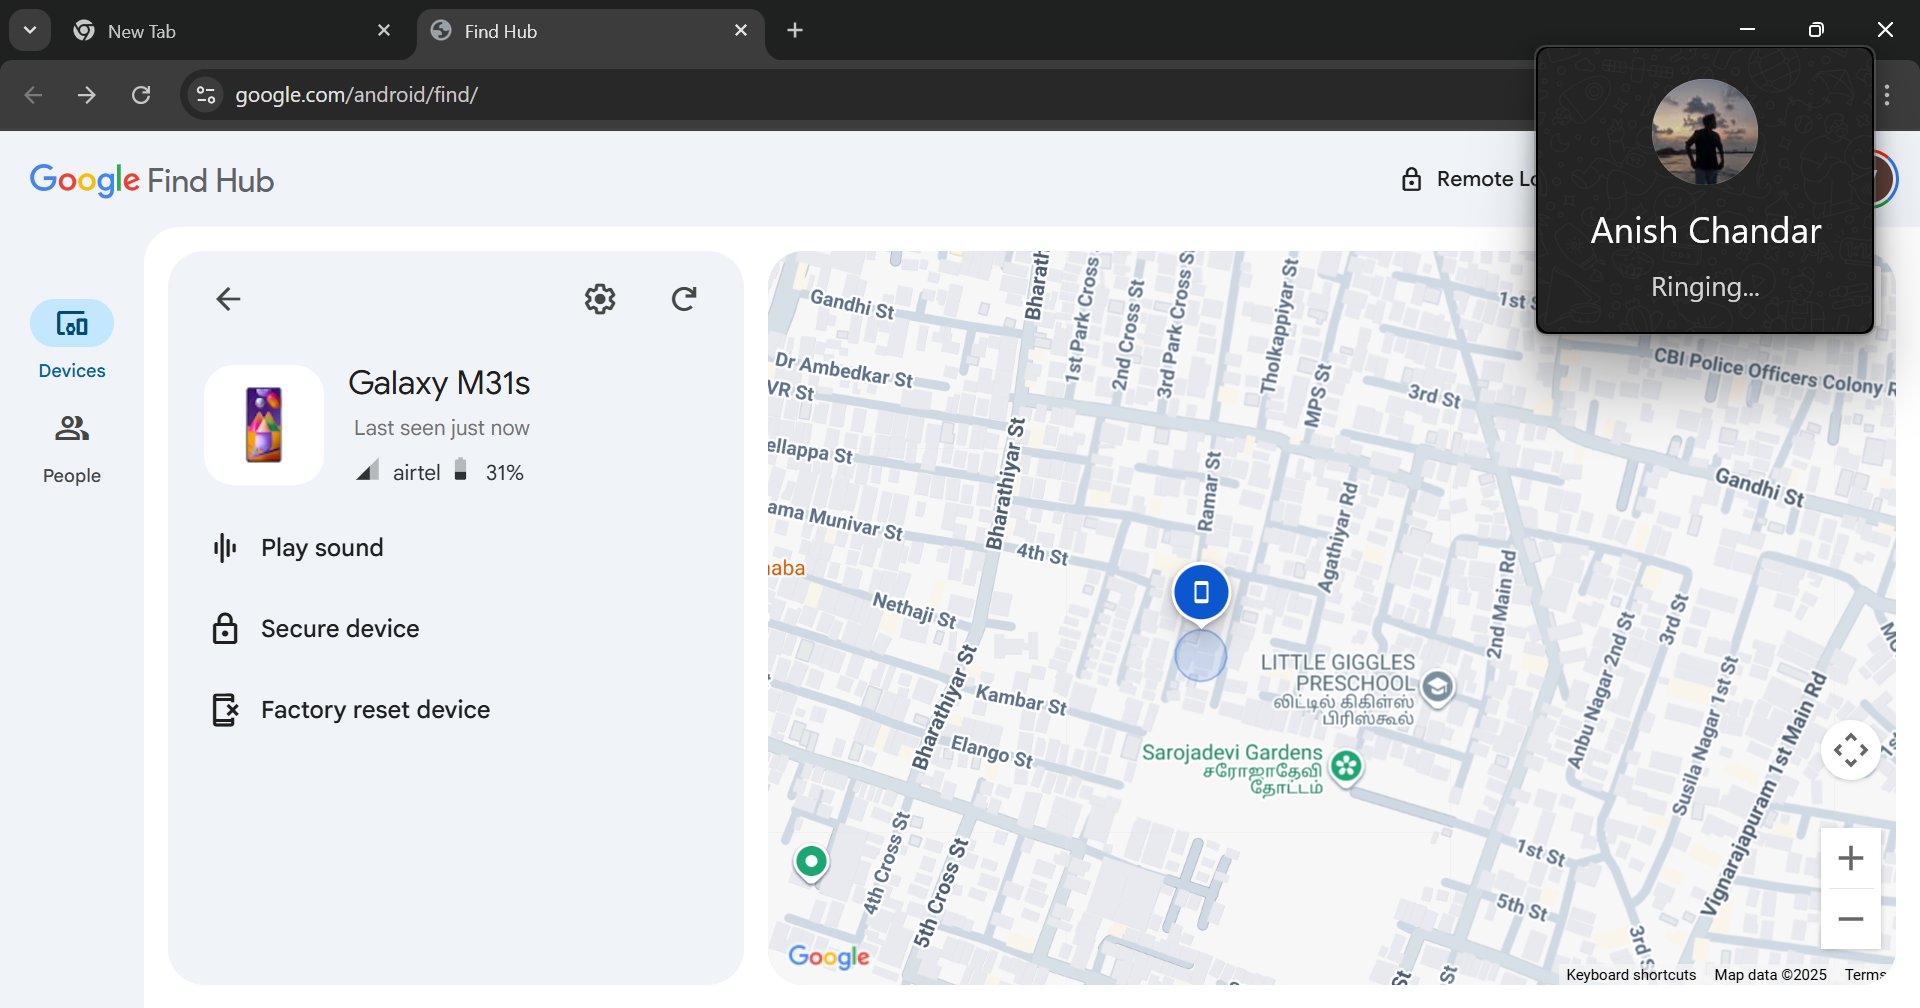 New Tab
Find Hub
google.com/android/find/
Google Find Hub
Remote Lo
Anish Chandar
Ringing...
Devices
People
Galaxy M31s
Last seen just now
airtel 31%
Play sound
Secure device
Factory reset device
Gandhi St
Bharath
1st Park Cross
2nd Cross St
3rd Park Cross S
Tholkappiyar St
MPS St
1st S
Dr Ambedkar St
VR St
3rd St
CBI Police Officers Colony R
ellappa St
Bharathiyar St
Ramar St
Agathiyar Rd
Gandhi St
ama Munivar St
4th St
aba
Nethaji St
2nd Main Rd
3rd St
Anbu Nagar 2nd St
Susila Nagar 1st St
Vignarajapuram 1st Main Rd
Bharathiyar St
Kambar St
Elango St
LITTLE GIGGLES
PRESCHOOL
லிட்டில் கிகிள்ஸ்
பிரிஸ்கூல்
Sarojadevi Gardens
சரோஜாதேவி
தோட்டம்
4th Cross St
5th Cross St
1st St
5th St
3rd S
St
St
Google
Keyboard shortcuts Map data ©2025 Terms